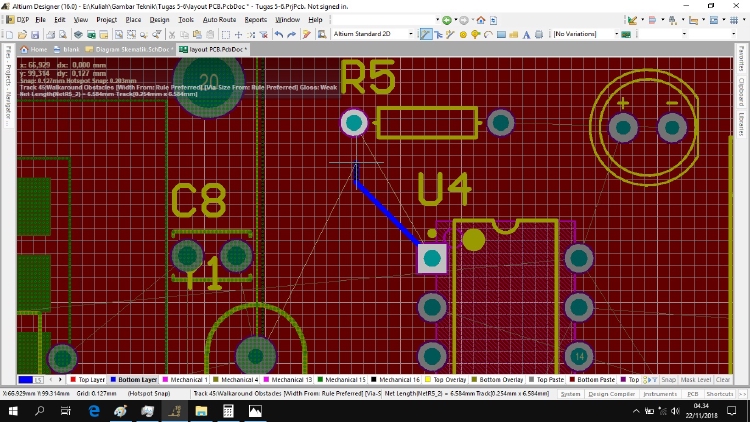 Altium Designer (16.0) - E:\Kuliah\Gambar Teknik\Tugas 5-6\layout PCB.PcbDoc * - Tugas 5-6.PrjPcb. Not signed in.
DXP File Edit View Project Place Design Tools Auto Route Reports Window Help
Altium Standard 2D (No Variations)
Home blank Diagram Skematik.SchDoc * layout PCB.PcbDoc *
x: 66,929 dx: 0,000 mm
y: 99,314 dy: 0,127 mm
Snap: 0.127mm Hotspot Snap: 0.203mm
Track 45:Walkaround Obstacles [Width From: Rule Preferred] [Via-Size From: Rule Preferred] Gloss: Weak
Net Length(NetR5_2) = 6.584mm Track(0.254mm x 6.584mm)
Files
Projects
Navigator
Favorites
Clipboard
Libraries
20
R5
+ −
U4
C8
Y1
14
LS Top Layer Bottom Layer Mechanical 1 Mechanical 4 Mechanical 13 Mechanical 15 Mechanical 16 Top Overlay Bottom Overlay Top Paste Bottom Paste Top Snap Mask Level Clear
X:66.929mm Y:99.314mm Grid: 0.127mm (Hotspot Snap) Track 45:Walkaround Obstacles [Width From: Rule Preferred] [Via-S Net Length(NetR5_2) = 6.584mm Track(0.254mm x 6.584mm) System Design Compiler Instruments PCB Shortcuts >>
04.34
22/11/2018